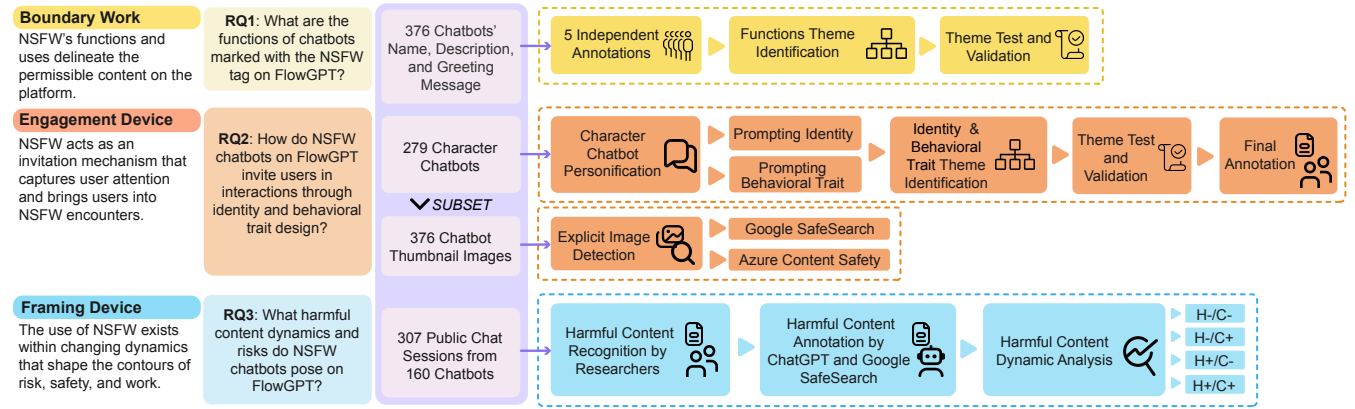 Boundary Work
NSFW's functions and
uses delineate the
permissible content on the
platform.
RQ1: What are the
functions of chatbots
marked with the NSFW
tag on FlowGPT?
376 Chatbots'
Name, Description,
and Greeting
Message
5 Independent
Annotations
Functions Theme
Identification
Theme Test and
Validation
Engagement Device
NSFW acts as an
invitation mechanism that
captures user attention
and brings users into
NSFW encounters.
RQ2: How do NSFW
chatbots on FlowGPT
invite users in
interactions through
identity and behavioral
trait design?
279 Character
Chatbots
SUBSET
376 Chatbot
Thumbnail Images
Character
Chatbot
Personification
Prompting Identity
Prompting
Behavioral Trait
Identity &
Behavioral
Trait Theme
Identification
Theme Test
and
Validation
Final
Annotation
Explicit Image
Detection
Google SafeSearch
Azure Content Safety
Framing Device
The use of NSFW exists
within changing dynamics
that shape the contours of
risk, safety, and work.
RQ3: What harmful
content dynamics and
risks do NSFW
chatbots pose on
FlowGPT?
307 Public Chat
Sessions from
160 Chatbots
Harmful Content
Recognition by
Researchers
Harmful Content
Annotation by
ChatGPT and Google
SafeSearch
Harmful Content
Dynamic Analysis
H-/C-
H-/C+
H+/C-
H+/C+